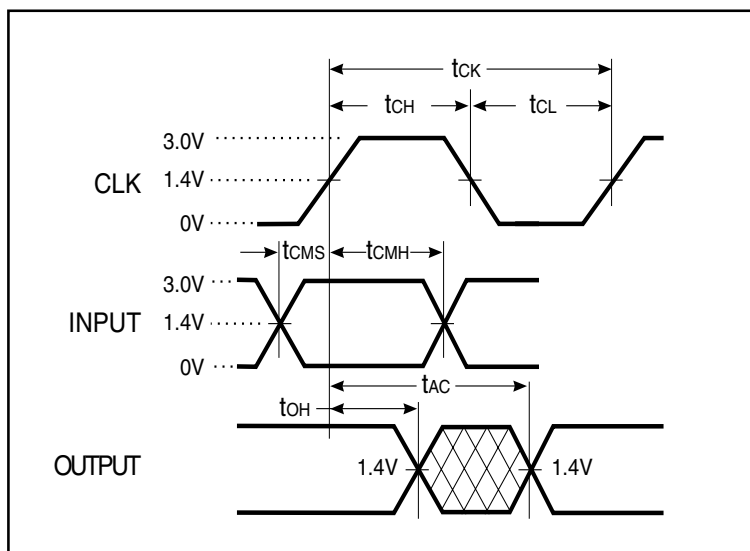 tCK
tCH tCL
3.0V
CLK 1.4V
0V
tCMS tCMH
3.0V
INPUT 1.4V
0V
tAC
tOH
OUTPUT 1.4V 1.4V